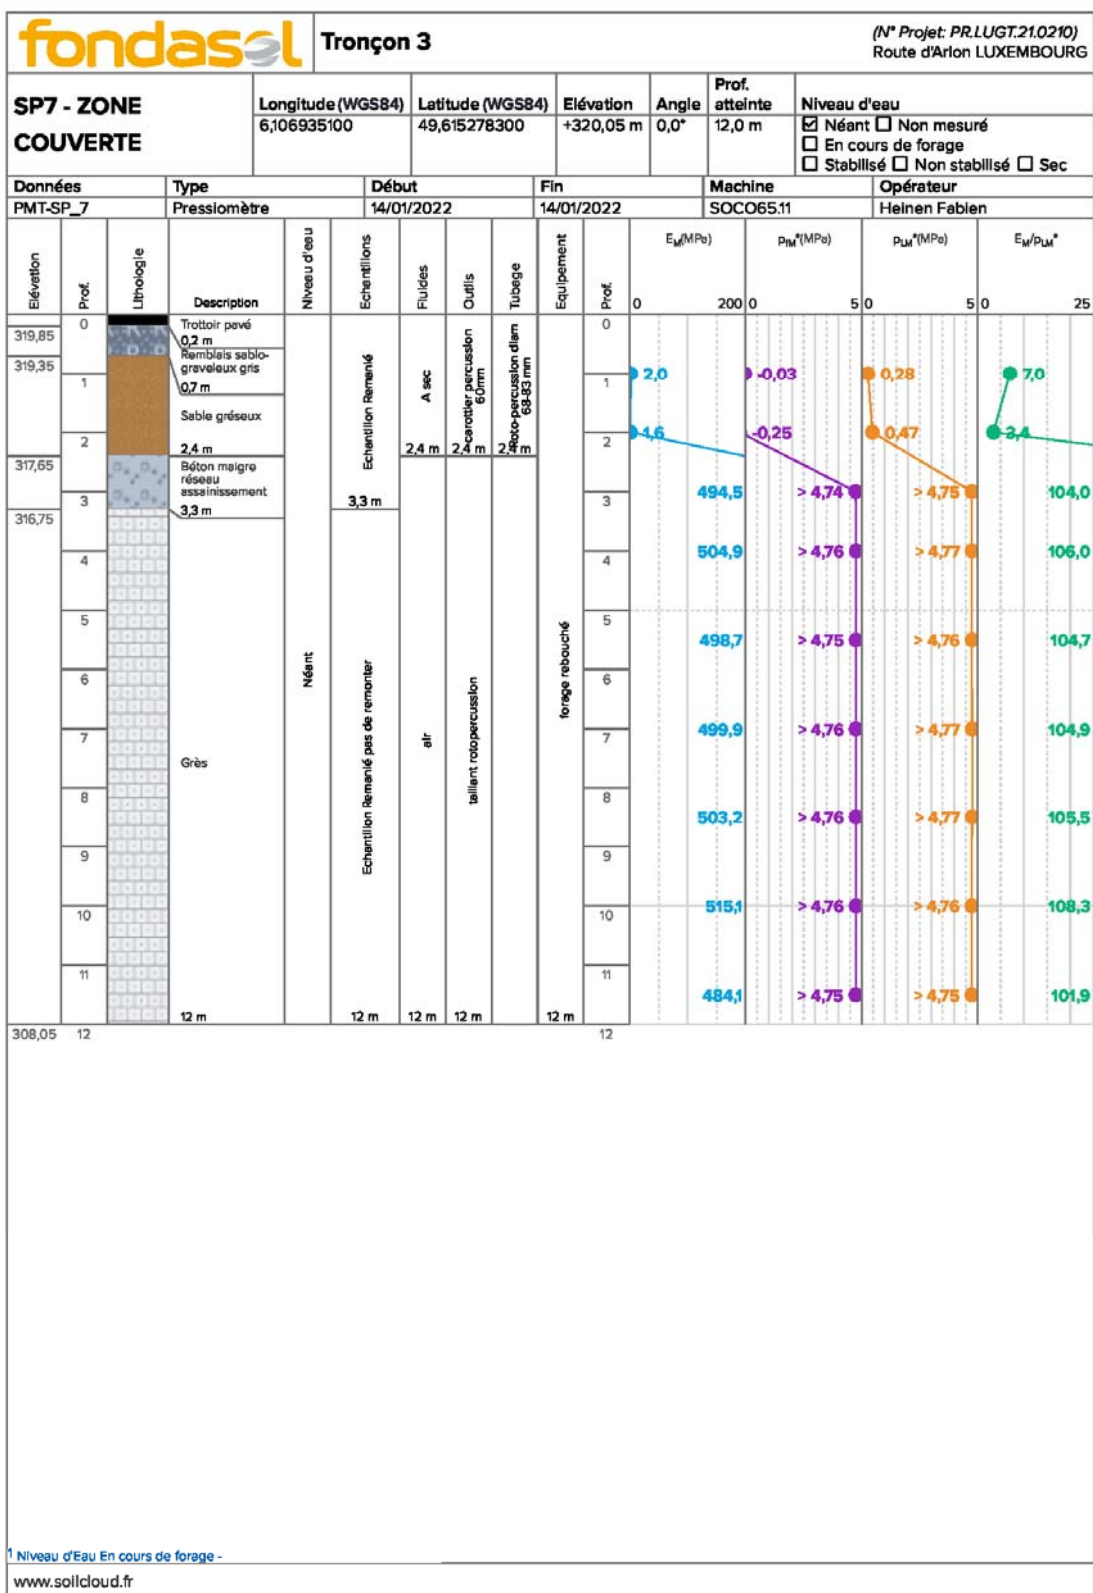 fondasol
Tronçon 3
(N° Projet: PR.LUGT.21.0210)
Route d'Arlon LUXEMBOURG
SP7 - ZONE
COUVERTE
Longitude (WGS84)
6,106935100
Latitude (WGS84)
49,615278300
Elévation
+320,05 m
Angle
0,0°
Prof.
atteinte
12,0 m
Niveau d'eau
Néant Non mesuré
En cours de forage
Stabilisé Non stabilisé Sec
Données Type Début Fin Machine Opérateur
PMT-SP_7 Pressiomètre 14/01/2022 14/01/2022 SOCO65.11 Heinen Fabien
Elévation
Prof.
Lithologie
Description
Niveau d'eau
Echantillons
Fluides
Outils
Tubage
Equipement
Prof.
EM(MPa)
0 200
pfM*(MPa)
0 5
pLM*(MPa)
0 5
EM/pLM*
0 25
319,85
319,35
317,65
316,75
308,05
0
1
2
3
4
5
6
7
8
9
10
11
12
Trottoir pavé
0,2 m
Remblais sablo-
graveleux gris
0,7 m
Sable gréseux
2,4 m
Béton maigre
réseau
assainissement
3,3 m
Grès
12 m
Néant
Echantillon Remanié
3,3 m
Echantillon Remanié pas de remonter
12 m
A sec
2,4 m
air
12 m
carottier percussion
60mm
2,4 m
taillant rotopercussion
12 m
Roto-percussion diam
68-83 mm
2,4 m
forage rebouché
12 m
0
1
2
3
4
5
6
7
8
9
10
11
12
2,0 -0,03 0,28 7,0
1,6 -0,25 0,47 3,4
494,5 > 4,74 > 4,75 104,0
504,9 > 4,76 > 4,77 106,0
498,7 > 4,75 > 4,76 104,7
499,9 > 4,76 > 4,77 104,9
503,2 > 4,76 > 4,77 105,5
515,1 > 4,76 > 4,76 108,3
484,1 > 4,75 > 4,75 101,9
1 Niveau d'Eau En cours de forage -
www.soilcloud.fr